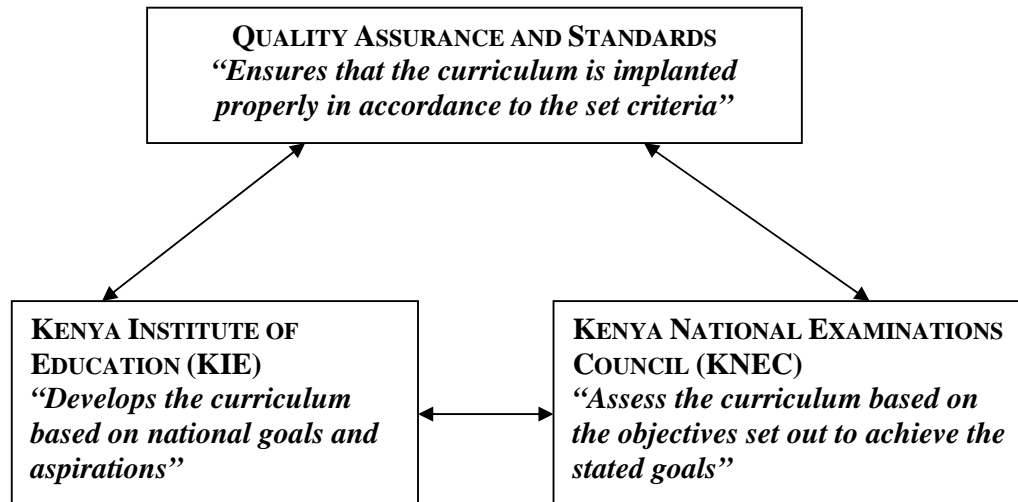 QUALITY ASSURANCE AND STANDARDS
“Ensures that the curriculum is implanted
properly in accordance to the set criteria”
KENYA INSTITUTE OF
EDUCATION (KIE)
“Develops the curriculum
based on national goals and
aspirations”
KENYA NATIONAL EXAMINATIONS
COUNCIL (KNEC)
“Assess the curriculum based on
the objectives set out to achieve the
stated goals”